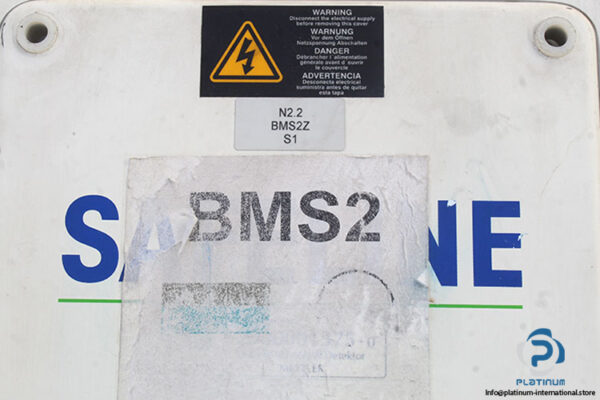 WARNING
Disconnect the electrical supply
before removing this cover
WARNUNG
Vor dem Öffnen
Netzspannung Abschalten
DANGER
Débrancher l'alimentation
générale avant d'ouvrir
le couvercle
ADVERTENCIA
Desconecta electrical
suministra antes de quitar
esta tapa
N2.2
BMS2Z
S1
BMS2
SA NE
PLATINUM
Info@platinum-international.store